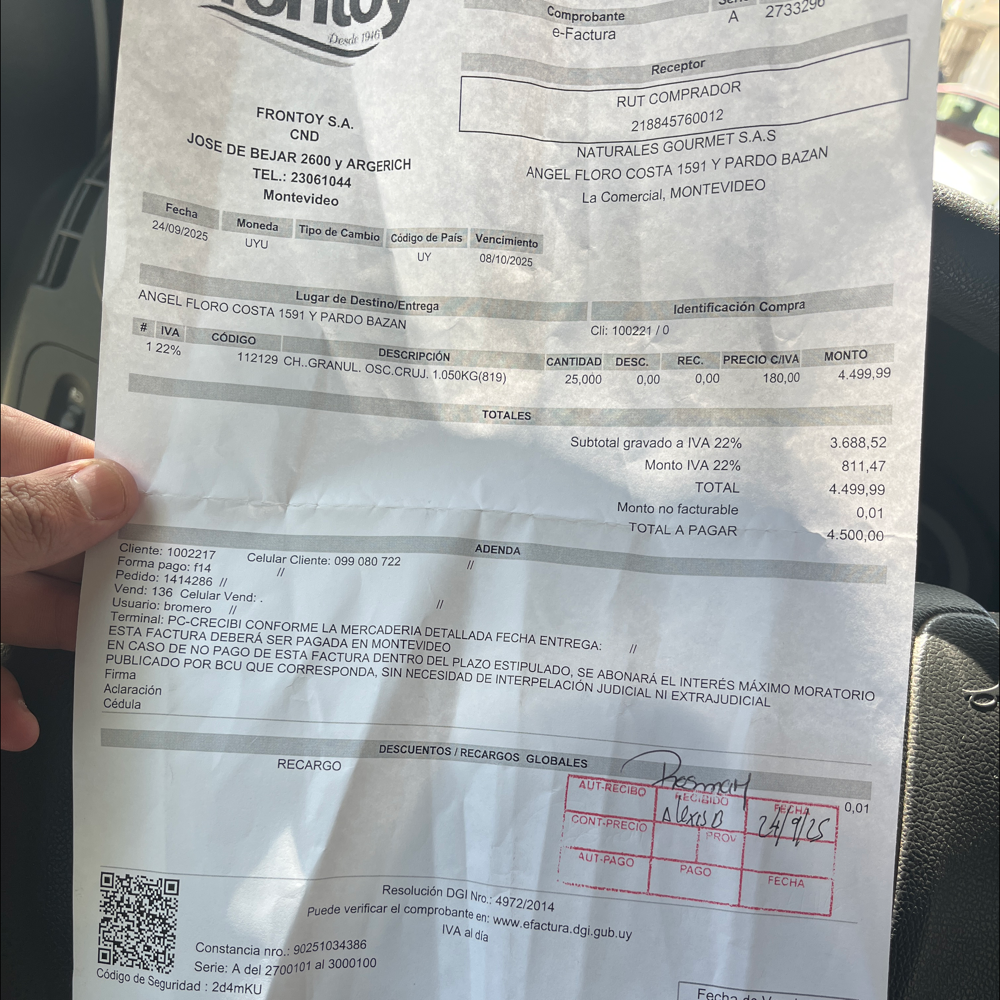 Frontoy
Desde 1946
Comprobante
e-Factura
Serie
A 2733290
Receptor
RUT COMPRADOR
218845760012
NATURALES GOURMET S.A.S
ANGEL FLORO COSTA 1591 Y PARDO BAZAN
La Comercial, MONTEVIDEO
FRONTOY S.A.
CND
JOSE DE BEJAR 2600 y ARGERICH
TEL.: 23061044
Montevideo
Fecha Moneda Tipo de Cambio Código de País Vencimiento
24/09/2025 UYU UY 08/10/2025
Lugar de Destino/Entrega Identificación Compra
ANGEL FLORO COSTA 1591 Y PARDO BAZAN Cli: 100221 / 0
# IVA CÓDIGO DESCRIPCIÓN CANTIDAD DESC. REC. PRECIO C/IVA MONTO
1 22% 112129 CH..GRANUL. OSC.CRUJ. 1.050KG(819) 25,000 0,00 0,00 180,00 4.499,99
TOTALES
Subtotal gravado a IVA 22% 3.688,52
Monto IVA 22% 811,47
TOTAL 4.499,99
Monto no facturable 0,01
TOTAL A PAGAR 4.500,00
ADENDA
Cliente: 1002217 Celular Cliente: 099 080 722 //
Forma pago: f14 //
Pedido: 1414286 //
Vend: 136 Celular Vend: . //
Usuario: bromero //
Terminal: PC-CRECIBI CONFORME LA MERCADERIA DETALLADA FECHA ENTREGA: //
ESTA FACTURA DEBERÁ SER PAGADA EN MONTEVIDEO
EN CASO DE NO PAGO DE ESTA FACTURA DENTRO DEL PLAZO ESTIPULADO, SE ABONARÁ EL INTERÉS MÁXIMO MORATORIO
PUBLICADO POR BCU QUE CORRESPONDA, SIN NECESIDAD DE INTERPELACIÓN JUDICIAL NI EXTRAJUDICIAL
Firma
Aclaración
Cédula
DESCUENTOS / RECARGOS GLOBALES
RECARGO 0,01
AUT-RECIBO RECIBIDO FECHA
Alexis B 24/9/25
CONT-PRECIO PROV
AUT-PAGO PAGO FECHA
Resolución DGI Nro.: 4972/2014
Puede verificar el comprobante en: www.efactura.dgi.gub.uy
IVA al día
Constancia nro.: 90251034386
Serie: A del 2700101 al 3000100
Código de Seguridad : 2d4mKU